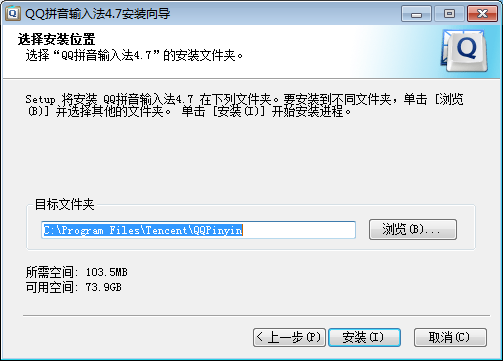 QQ拼音输入法4.7安装向导
选择安装位置
选择“QQ拼音输入法4.7”的安装文件夹。
Q
Setup 将安装 QQ拼音输入法4.7 在下列文件夹。要安装到不同文件夹，单击 [浏览
(B)] 并选择其他的文件夹。 单击 [安装(I)] 开始安装进程。
目标文件夹
C:\Program Files\Tencent\QQPinyin
浏览(B)...
所需空间: 103.5MB
可用空间: 73.9GB
< 上一步(P)
安装(I)
取消(C)